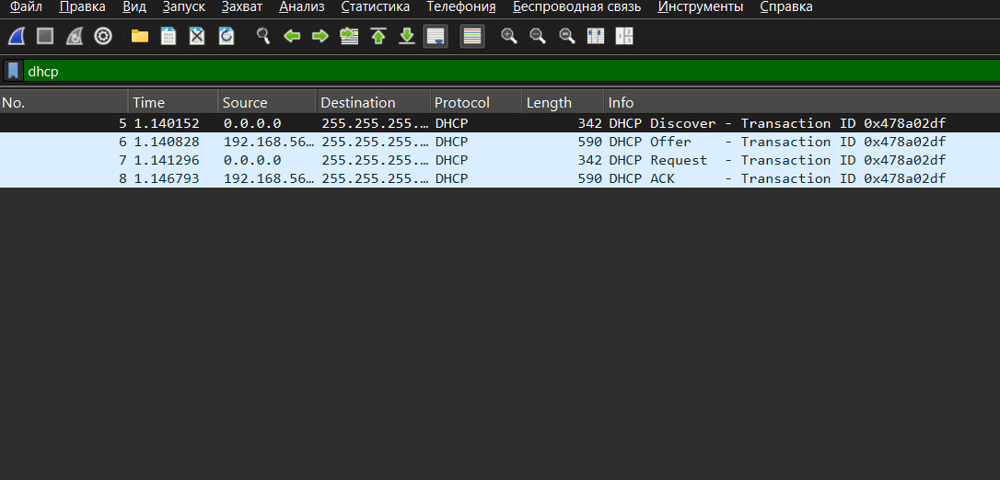 Файл Правка Вид Запуск Захват Анализ Статистика Телефония Беспроводная связь Инструменты Справка
dhcp
No. Time Source Destination Protocol Length Info
5 1.140152 0.0.0.0 255.255.255.… DHCP 342 DHCP Discover - Transaction ID 0x478a02df
6 1.140828 192.168.56… 255.255.255.… DHCP 590 DHCP Offer - Transaction ID 0x478a02df
7 1.141296 0.0.0.0 255.255.255.… DHCP 342 DHCP Request - Transaction ID 0x478a02df
8 1.146793 192.168.56… 255.255.255.… DHCP 590 DHCP ACK - Transaction ID 0x478a02df